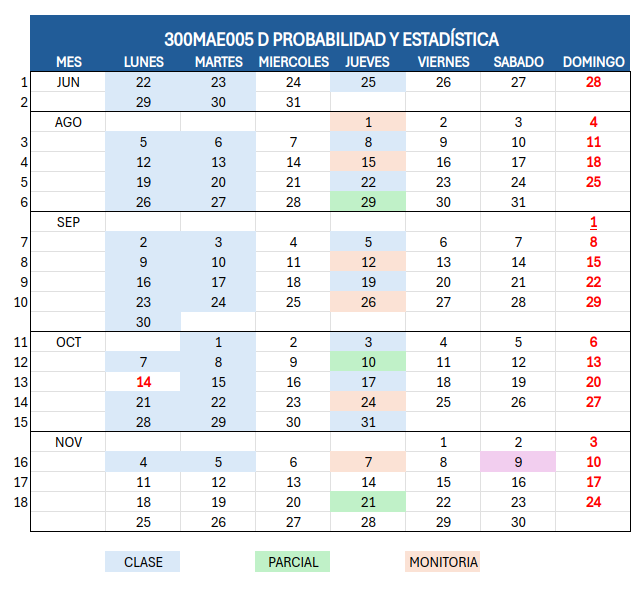 300MAE005 D PROBABILIDAD Y ESTADÍSTICA
MES LUNES MARTES MIERCOLES JUEVES VIERNES SABADO DOMINGO
1 JUN 22 23 24 25 26 27 28
2 29 30 31
AGO 1 2 3 4
3 5 6 7 8 9 10 11
4 12 13 14 15 16 17 18
5 19 20 21 22 23 24 25
6 26 27 28 29 30 31
SEP 1
7 2 3 4 5 6 7 8
8 9 10 11 12 13 14 15
9 16 17 18 19 20 21 22
10 23 24 25 26 27 28 29
30
11 OCT 1 2 3 4 5 6
12 7 8 9 10 11 12 13
13 14 15 16 17 18 19 20
14 21 22 23 24 25 26 27
15 28 29 30 31
NOV 1 2 3
16 4 5 6 7 8 9 10
17 11 12 13 14 15 16 17
18 18 19 20 21 22 23 24
25 26 27 28 29 30
CLASE PARCIAL MONITORIA